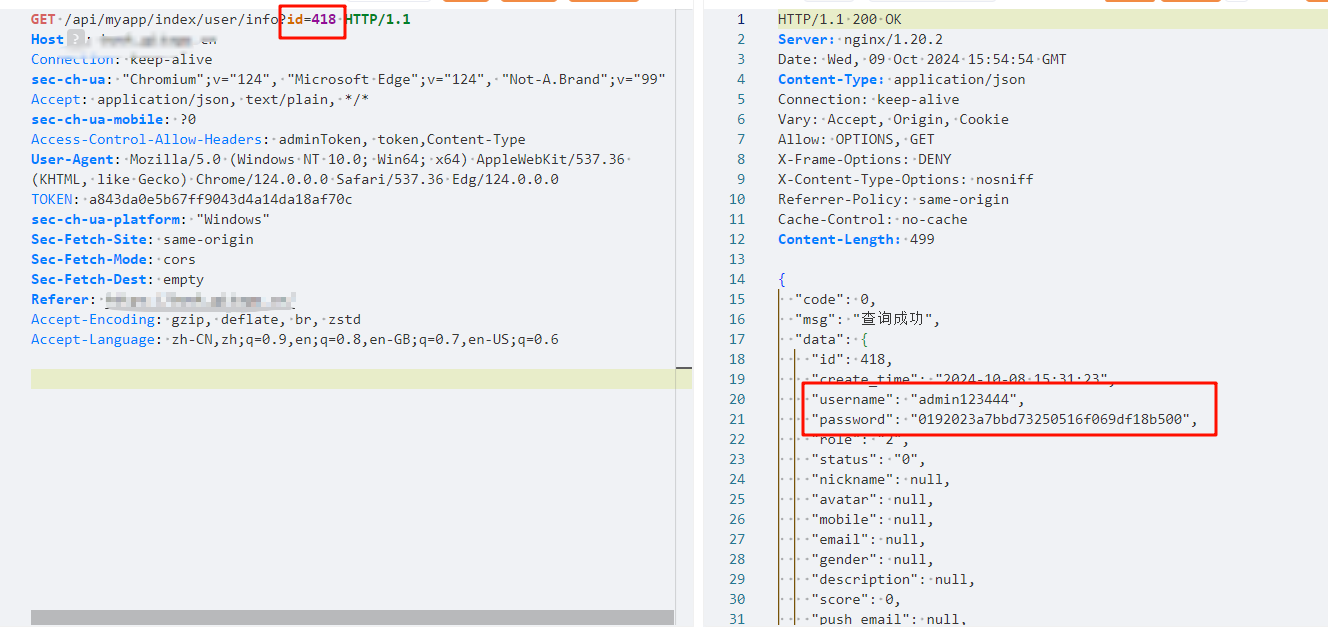 GET /api/myapp/index/user/info?id=418 HTTP/1.1
Host
Connection: keep-alive
sec-ch-ua: "Chromium";v="124", "Microsoft Edge";v="124", "Not-A.Brand";v="99"
Accept: application/json, text/plain, */*
sec-ch-ua-mobile: ?0
Access-Control-Allow-Headers: adminToken, token,Content-Type
User-Agent: Mozilla/5.0 (Windows NT 10.0; Win64; x64) AppleWebKit/537.36
(KHTML, like Gecko) Chrome/124.0.0.0 Safari/537.36 Edg/124.0.0.0
TOKEN: a843da0e5b67ff9043d4a14da18af70c
sec-ch-ua-platform: "Windows"
Sec-Fetch-Site: same-origin
Sec-Fetch-Mode: cors
Sec-Fetch-Dest: empty
Referer:
Accept-Encoding: gzip, deflate, br, zstd
Accept-Language: zh-CN,zh;q=0.9,en;q=0.8,en-GB;q=0.7,en-US;q=0.6
1 HTTP/1.1 200 OK
2 Server: nginx/1.20.2
3 Date: Wed, 09 Oct 2024 15:54:54 GMT
4 Content-Type: application/json
5 Connection: keep-alive
6 Vary: Accept, Origin, Cookie
7 Allow: OPTIONS, GET
8 X-Frame-Options: DENY
9 X-Content-Type-Options: nosniff
10 Referrer-Policy: same-origin
11 Cache-Control: no-cache
12 Content-Length: 499
13
14 {
15 "code": 0,
16 "msg": "查询成功",
17 "data": {
18 "id": 418,
19 "create_time": "2024-10-08 15:31:23",
20 "username": "admin123444",
21 "password": "0192023a7bbd73250516f069df18b500",
22 "role": "2",
23 "status": "0",
24 "nickname": null,
25 "avatar": null,
26 "mobile": null,
27 "email": null,
28 "gender": null,
29 "description": null,
30 "score": 0,
31 "push_email": null,